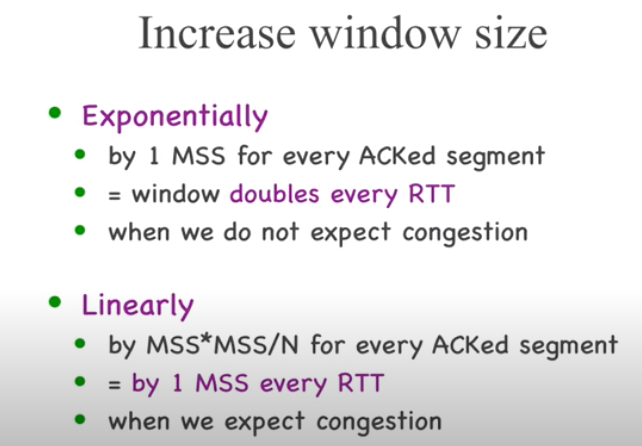 Increase window size
Exponentially
by 1 MSS for every ACKed segment
= window doubles every RTT
when we do not expect congestion
Linearly
by MSS*MSS/N for every ACKed segment
= by 1 MSS every RTT
when we expect congestion